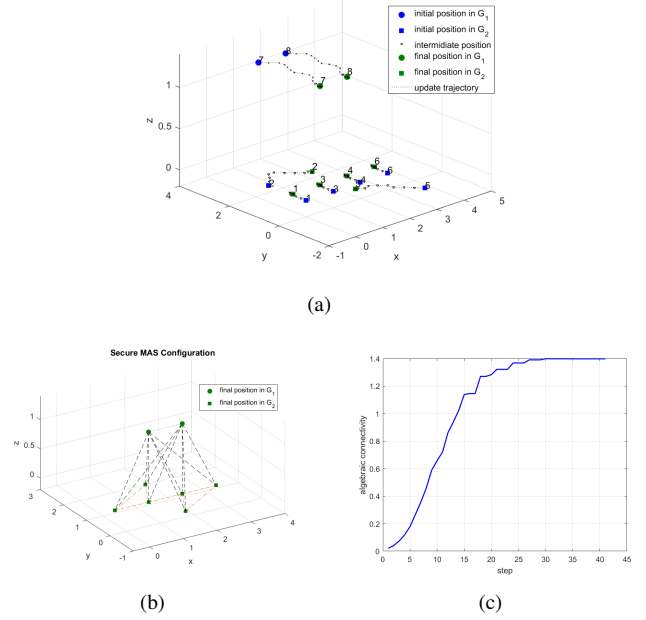 initial position in G1
initial position in G2
intermidiate position
final position in G1
final position in G2
update trajectory
7
8
7
8
1
0.5
0
z
2
6
4
6
2
3
4
5
1
3
1
4
2
0
-2
y
-1
0
1
2
3
4
5
x
(a)
Secure MAS Configuration
final position in G1
final position in G2
1
0.5
0
z
3
2
1
0
-1
y
0
1
2
3
4
x
(b)
1.4
1.2
1
0.8
0.6
0.4
0.2
0
algebraic connectivity
0 5 10 15 20 25 30 35 40 45
step
(c)